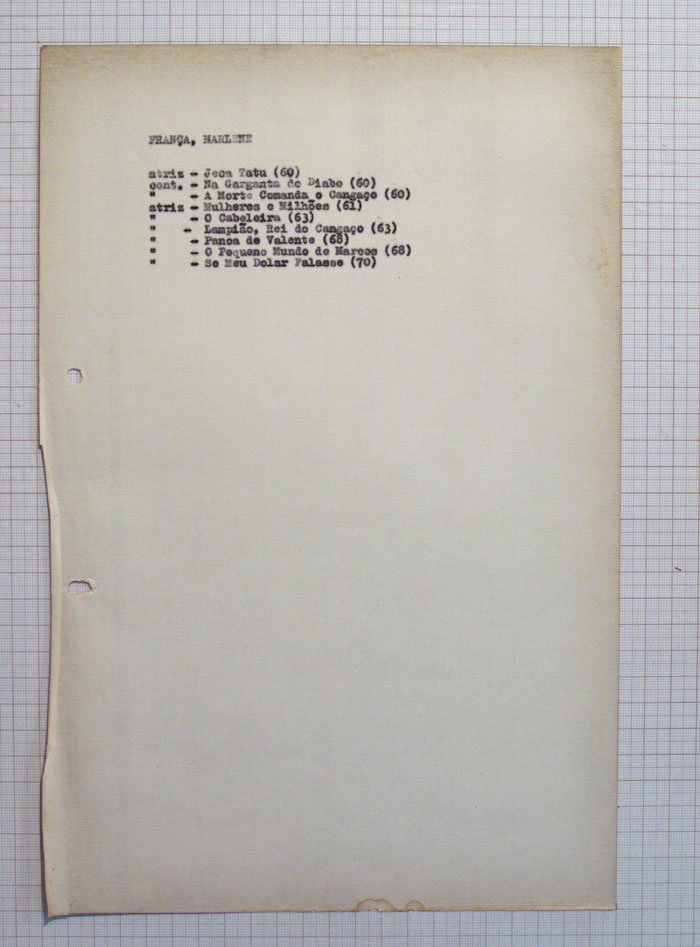 FRANÇA, MARLENE
atriz - Jeca Tatu (60)
cont. - Na Garganta do Diabo (60)
" - A Morte Comanda o Cangaço (60)
atriz - Mulheres e Milhões (61)
" - O Cabeleira (63)
" - Lampião, Rei do Cangaço (63)
" - Panca de Valente (68)
" - O Pequeno Mundo de Marcos (68)
" - Se Meu Dolar Falasse (70)